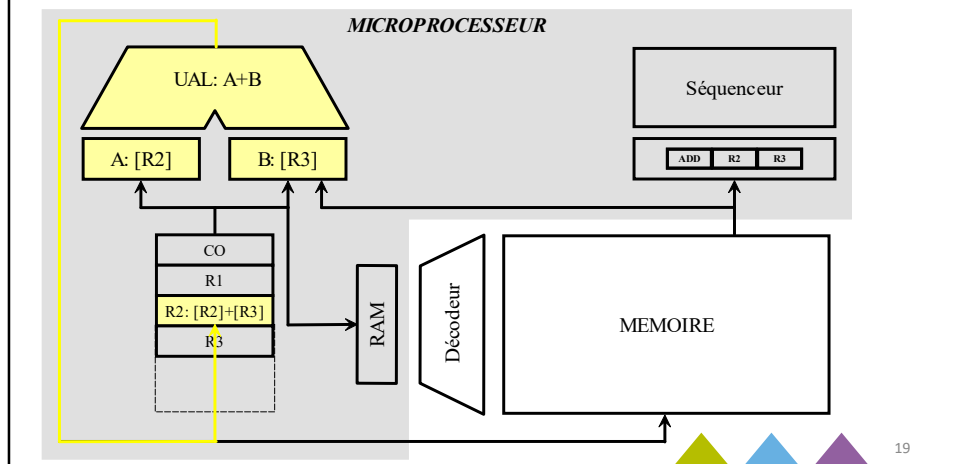 MICROPROCESSEUR
UAL: A+B
Séquenceur
A: [R2]
B: [R3]
ADD R2 R3
CO
R1
R2: [R2]+[R3]
R3
RAM
Décodeur
MEMOIRE
19